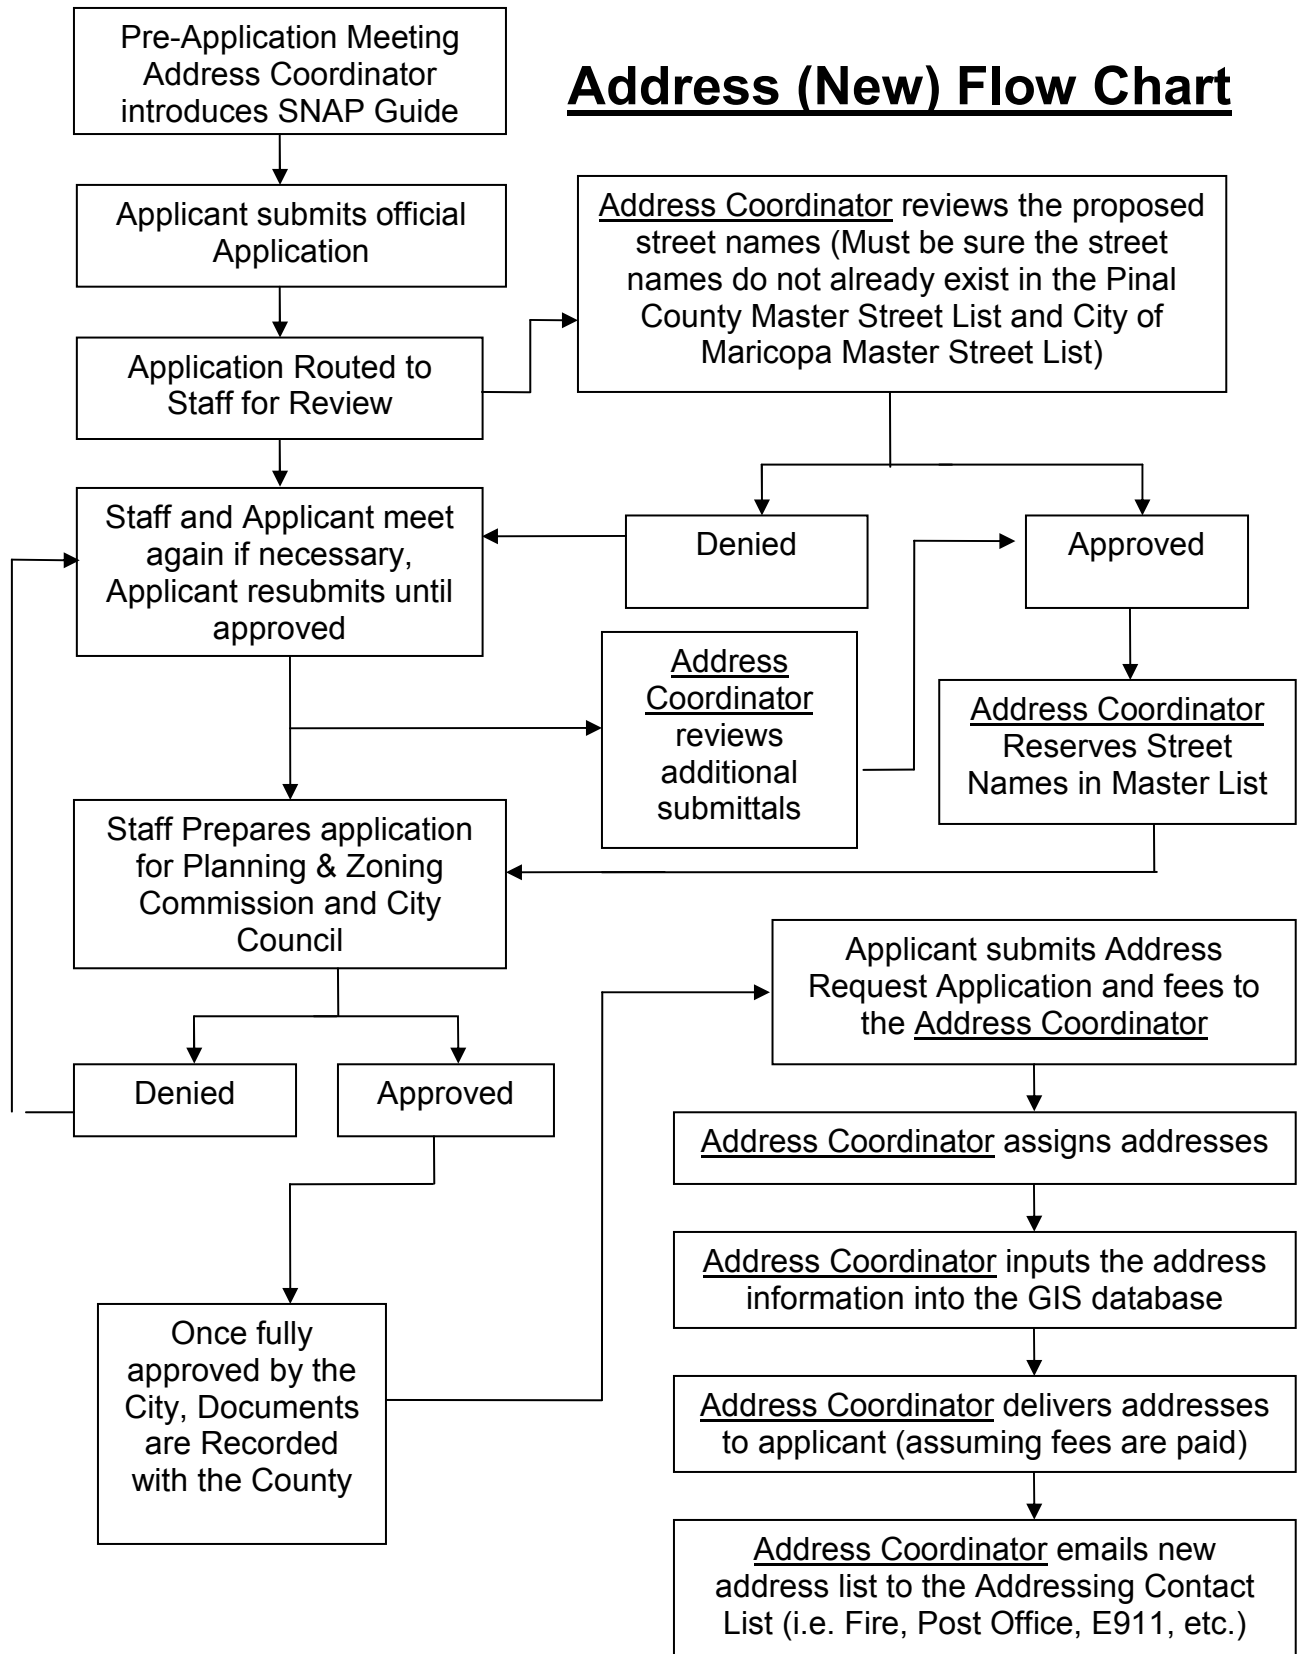 Address (New) Flow Chart
Pre-Application Meeting
Address Coordinator
introduces SNAP Guide
Applicant submits official
Application
Application Routed to
Staff for Review
Address Coordinator reviews the proposed
street names (Must be sure the street
names do not already exist in the Pinal
County Master Street List and City of
Maricopa Master Street List)
Denied
Approved
Staff and Applicant meet
again if necessary,
Applicant resubmits until
approved
Address
Coordinator
reviews
additional
submittals
Address Coordinator
Reserves Street
Names in Master List
Staff Prepares application
for Planning & Zoning
Commission and City
Council
Denied
Approved
Once fully
approved by the
City, Documents
are Recorded
with the County
Applicant submits Address
Request Application and fees to
the Address Coordinator
Address Coordinator assigns addresses
Address Coordinator inputs the address
information into the GIS database
Address Coordinator delivers addresses
to applicant (assuming fees are paid)
Address Coordinator emails new
address list to the Addressing Contact
List (i.e. Fire, Post Office, E911, etc.)